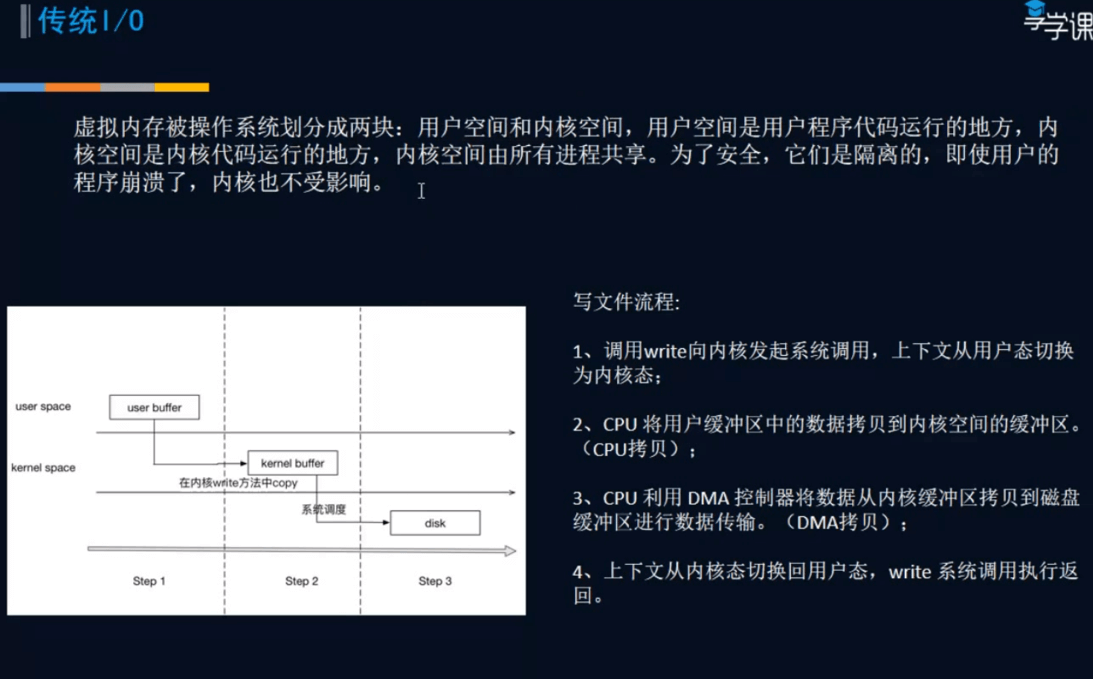 传统I/O
享学课
虚拟内存被操作系统划分成两块：用户空间和内核空间，用户空间是用户程序代码运行的地方，内
核空间是内核代码运行的地方，内核空间由所有进程共享。为了安全，它们是隔离的，即使用户的
程序崩溃了，内核也不受影响。
user space
user buffer
kernel space
kernel buffer
在内核write方法中copy
系统调度
disk
Step 1
Step 2
Step 3
写文件流程:
1、调用write向内核发起系统调用，上下文从用户态切换
为内核态；
2、CPU 将用户缓冲区中的数据拷贝到内核空间的缓冲区。
（CPU拷贝）；
3、CPU 利用 DMA 控制器将数据从内核缓冲区拷贝到磁盘
缓冲区进行数据传输。（DMA拷贝）；
4、上下文从内核态切换回用户态，write 系统调用执行返
回。